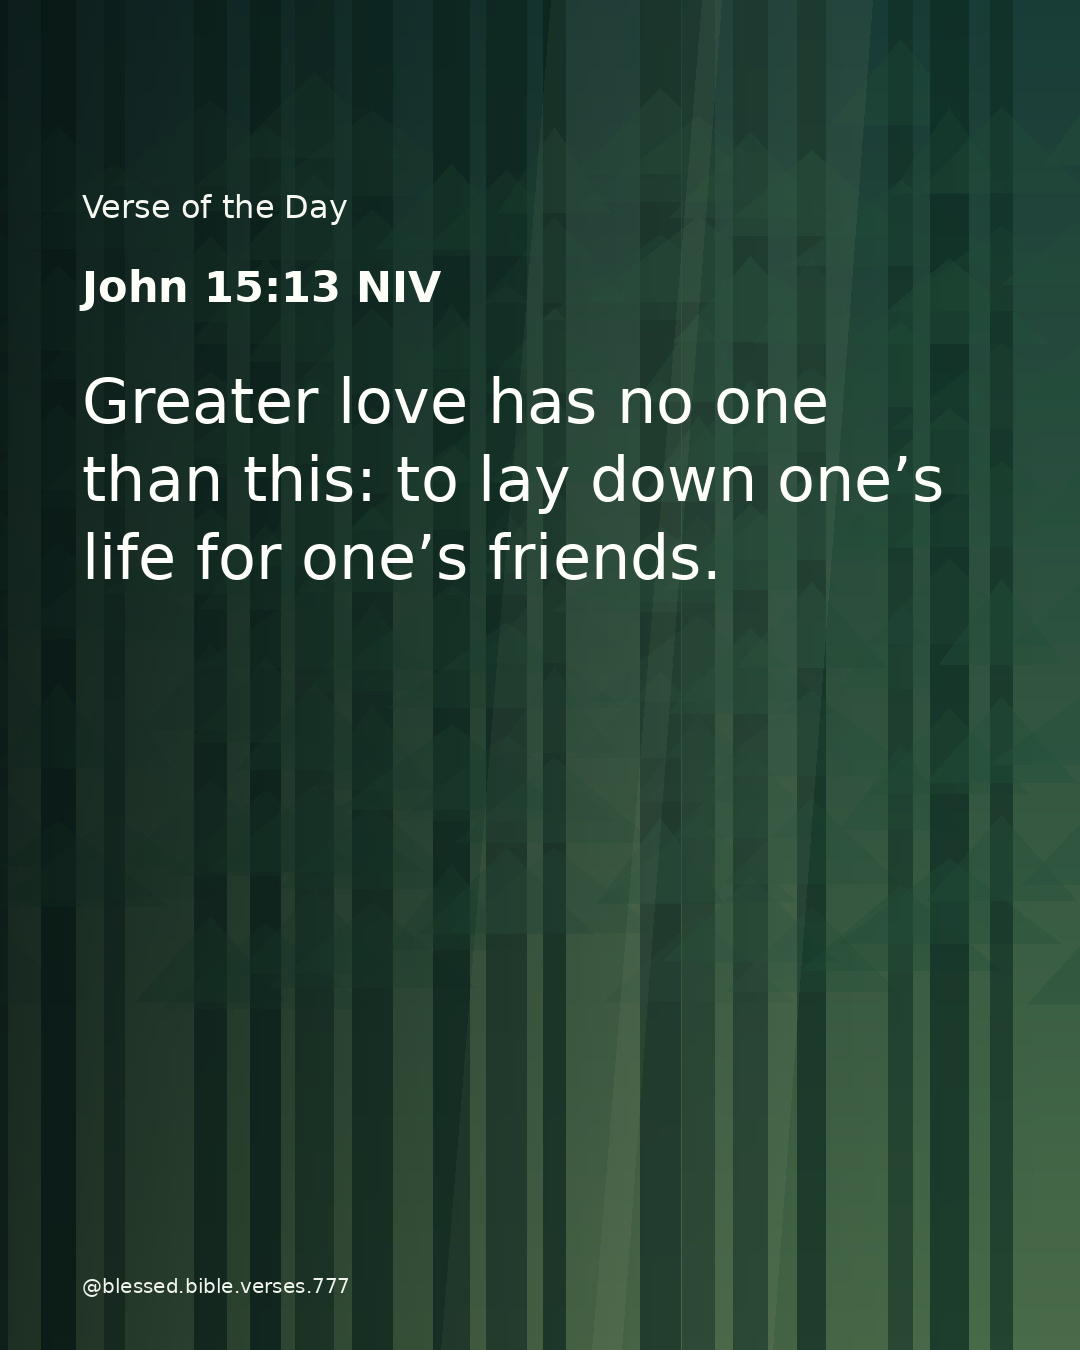 Verse of the Day
John 15:13 NIV
Greater love has no one
than this: to lay down one’s
life for one’s friends.
@blessed.bible.verses.777